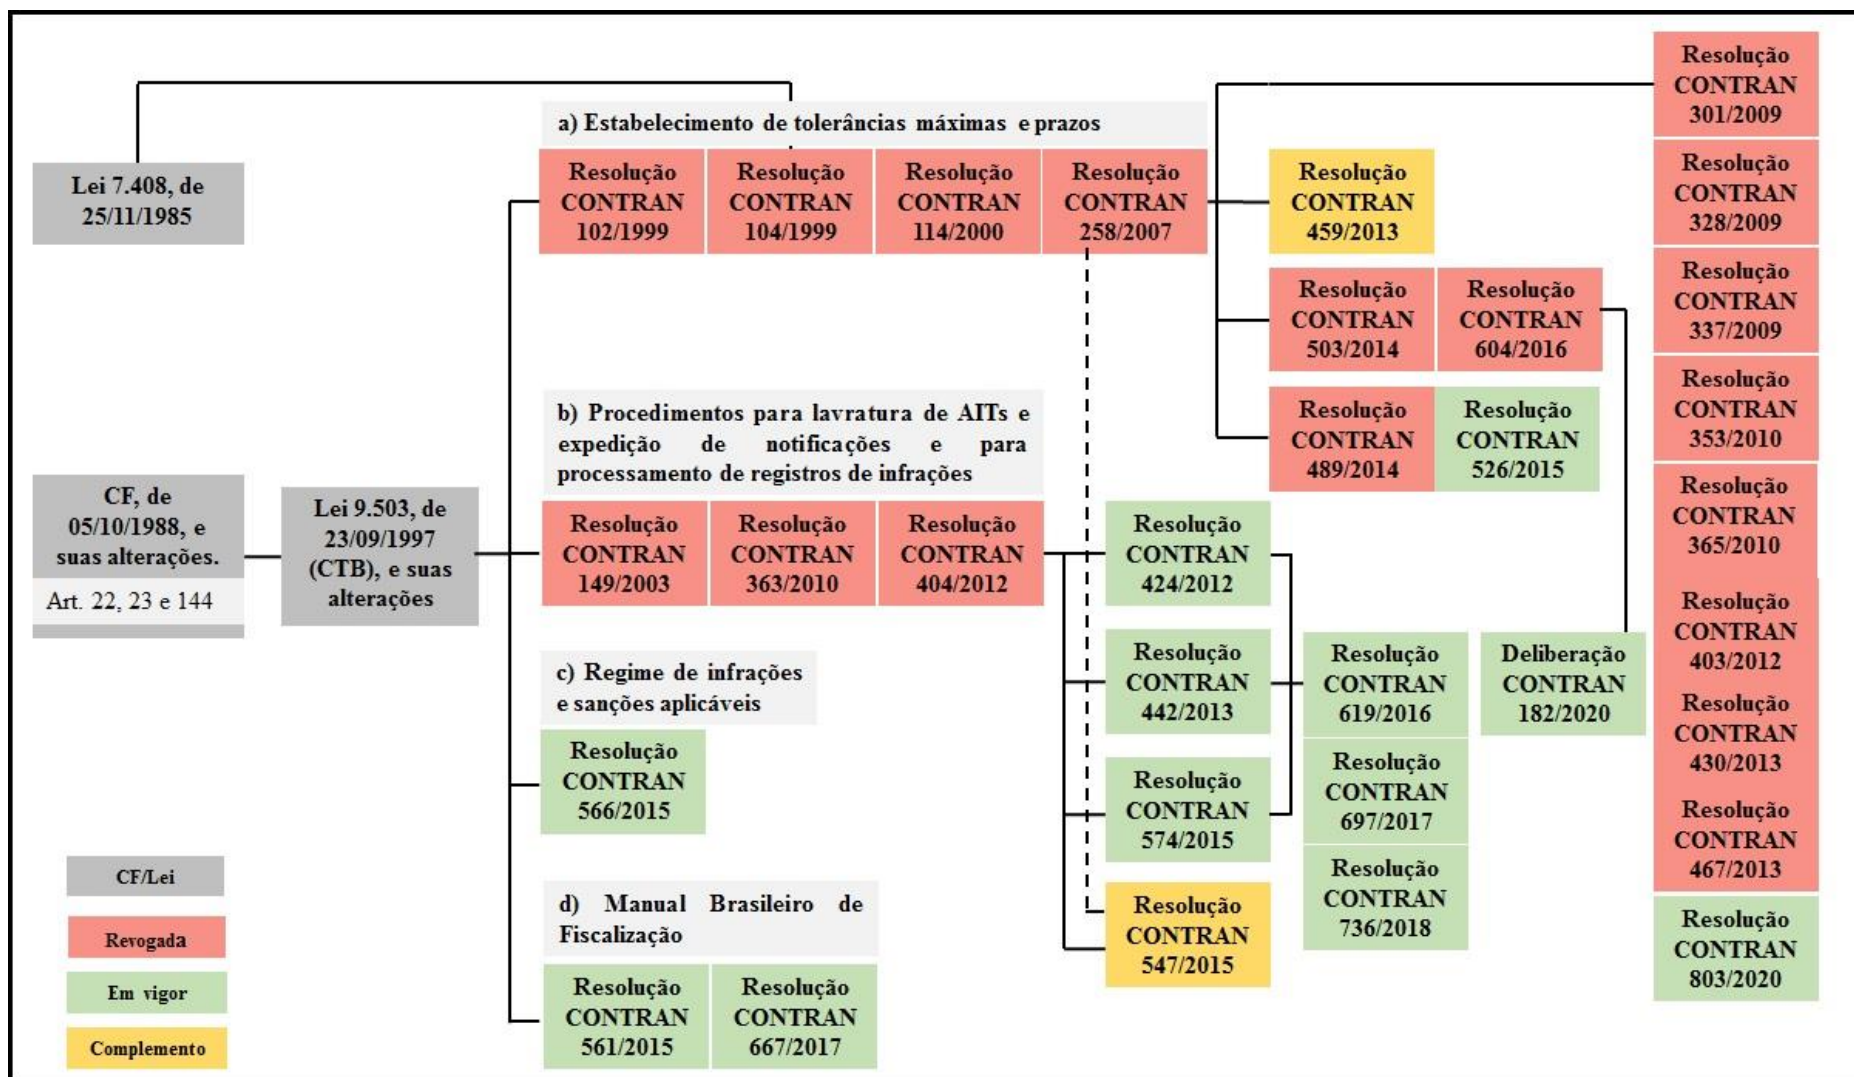 Lei 7.408, de
25/11/1985
CF, de
05/10/1988, e
suas alterações.
Art. 22, 23 e 144
Lei 9.503, de
23/09/1997
(CTB), e suas
alterações
a) Estabelecimento de tolerâncias máximas e prazos
Resolução
CONTRAN
102/1999
Resolução
CONTRAN
104/1999
Resolução
CONTRAN
114/2000
Resolução
CONTRAN
258/2007
Resolução
CONTRAN
459/2013
Resolução
CONTRAN
503/2014
Resolução
CONTRAN
604/2016
Resolução
CONTRAN
489/2014
Resolução
CONTRAN
526/2015
b) Procedimentos para lavratura de AITs e
expedição de notificações e para
processamento de registros de infrações
Resolução
CONTRAN
149/2003
Resolução
CONTRAN
363/2010
Resolução
CONTRAN
404/2012
Resolução
CONTRAN
424/2012
Resolução
CONTRAN
442/2013
Resolução
CONTRAN
574/2015
Resolução
CONTRAN
547/2015
Resolução
CONTRAN
619/2016
Resolução
CONTRAN
697/2017
Resolução
CONTRAN
736/2018
Deliberação
CONTRAN
182/2020
c) Regime de infrações
e sanções aplicáveis
Resolução
CONTRAN
566/2015
d) Manual Brasileiro de
Fiscalização
Resolução
CONTRAN
561/2015
Resolução
CONTRAN
667/2017
Resolução
CONTRAN
301/2009
Resolução
CONTRAN
328/2009
Resolução
CONTRAN
337/2009
Resolução
CONTRAN
353/2010
Resolução
CONTRAN
365/2010
Resolução
CONTRAN
403/2012
Resolução
CONTRAN
430/2013
Resolução
CONTRAN
467/2013
Resolução
CONTRAN
803/2020
CF/Lei
Revogada
Em vigor
Complemento